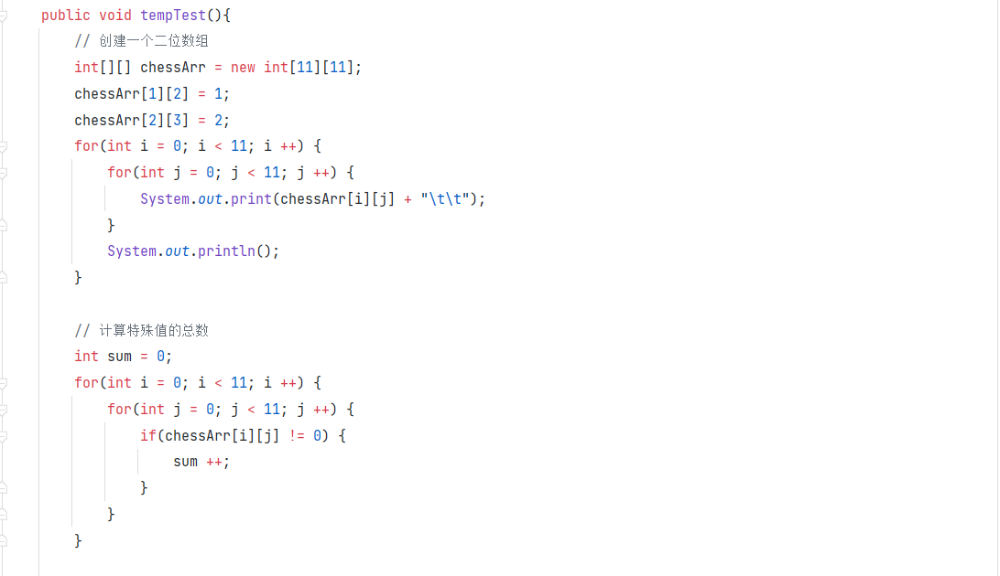 public void tempTest(){
// 创建一个二位数组
int[][] chessArr = new int[11][11];
chessArr[1][2] = 1;
chessArr[2][3] = 2;
for(int i = 0; i < 11; i ++) {
for(int j = 0; j < 11; j ++) {
System.out.print(chessArr[i][j] + "\t\t");
}
System.out.println();
}
// 计算特殊值的总数
int sum = 0;
for(int i = 0; i < 11; i ++) {
for(int j = 0; j < 11; j ++) {
if(chessArr[i][j] != 0) {
sum ++;
}
}
}